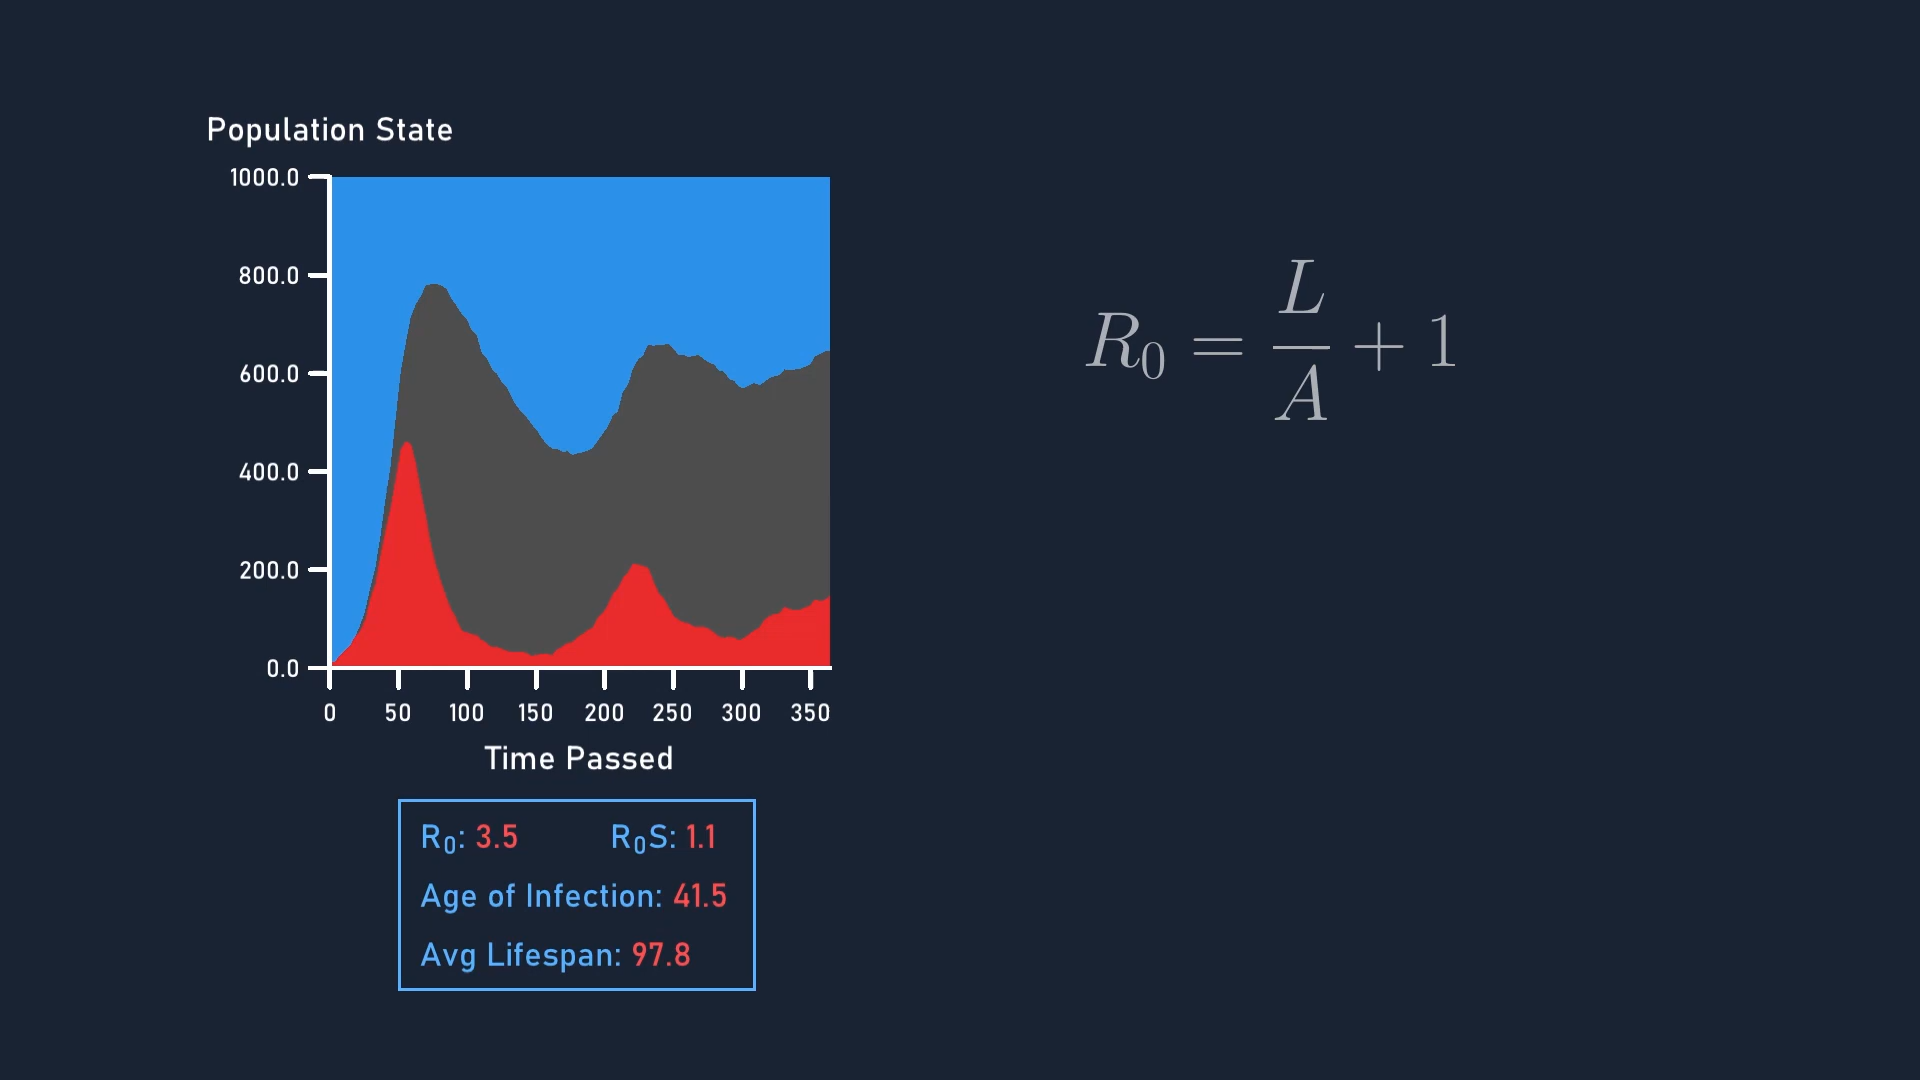 Population State
1000.0
800.0
600.0
400.0
200.0
0.0
0 50 100 150 200 250 300 350
Time Passed
R₀: 3.5 R₀S: 1.1
Age of Infection: 41.5
Avg Lifespan: 97.8
R₀ = L/A + 1